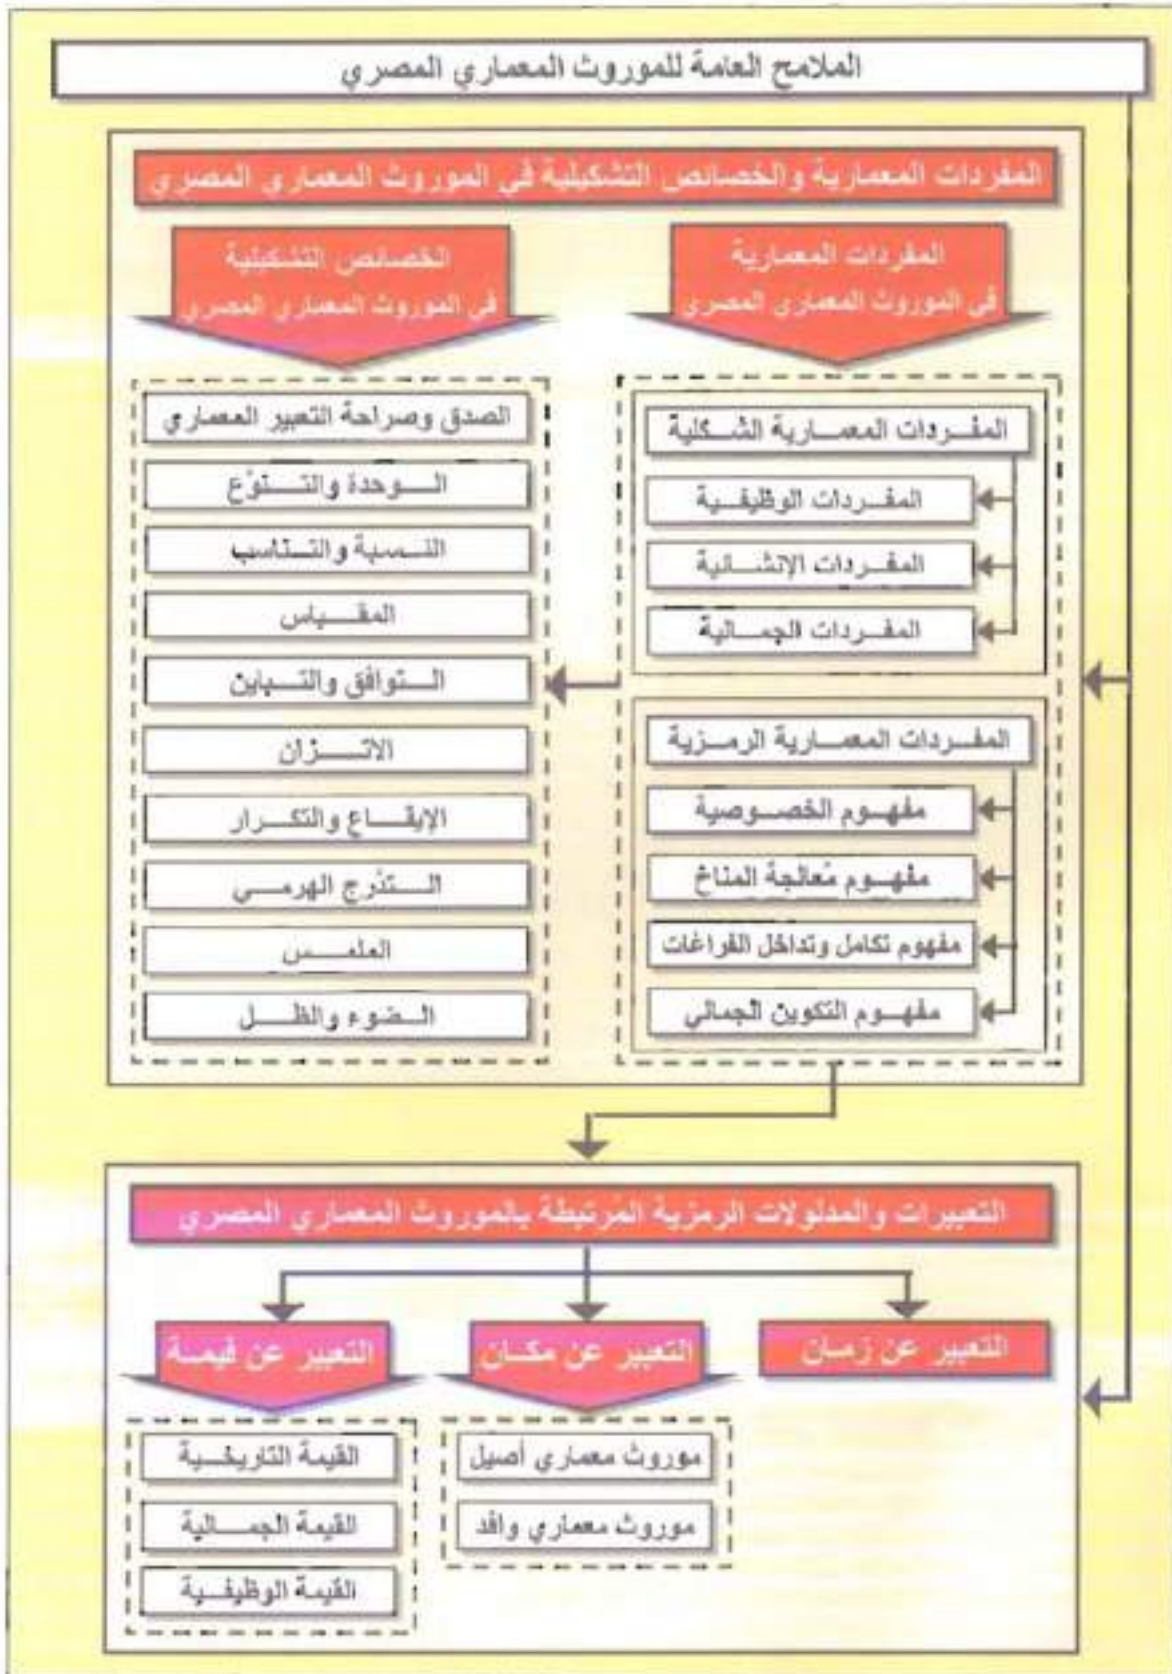 الملامح العامة للموروث المعماري المصري
المفردات المعمارية والخصائص التشكيلية في الموروث المعماري المصري
المفردات المعمارية
في الموروث المعماري المصري
المفردات المعمارية الشكلية
المفردات الوظيفية
المفردات الإنشائية
المفردات الجمالية
المفردات المعمارية الرمزية
مفهوم الخصوصية
مفهوم مُعالجة المناخ
مفهوم تكامل وتداخل الفراغات
مفهوم التكوين الجمالي
الخصائص التشكيلية
في الموروث المعماري المصري
الصدق وصراحة التعبير المعماري
الوحدة والتنوّع
النسبة والتناسب
المقياس
التوافق والتباين
الاتزان
الإيقاع والتكرار
التدرج الهرمي
الملمس
الضوء والظل
التعبيرات والمدلولات الرمزية المُرتبطة بالموروث المعماري المصري
التعبير عن زمان
التعبير عن مكان
موروث معماري أصيل
موروث معماري وافد
التعبير عن قيمة
القيمة التاريخية
القيمة الجمالية
القيمة الوظيفية